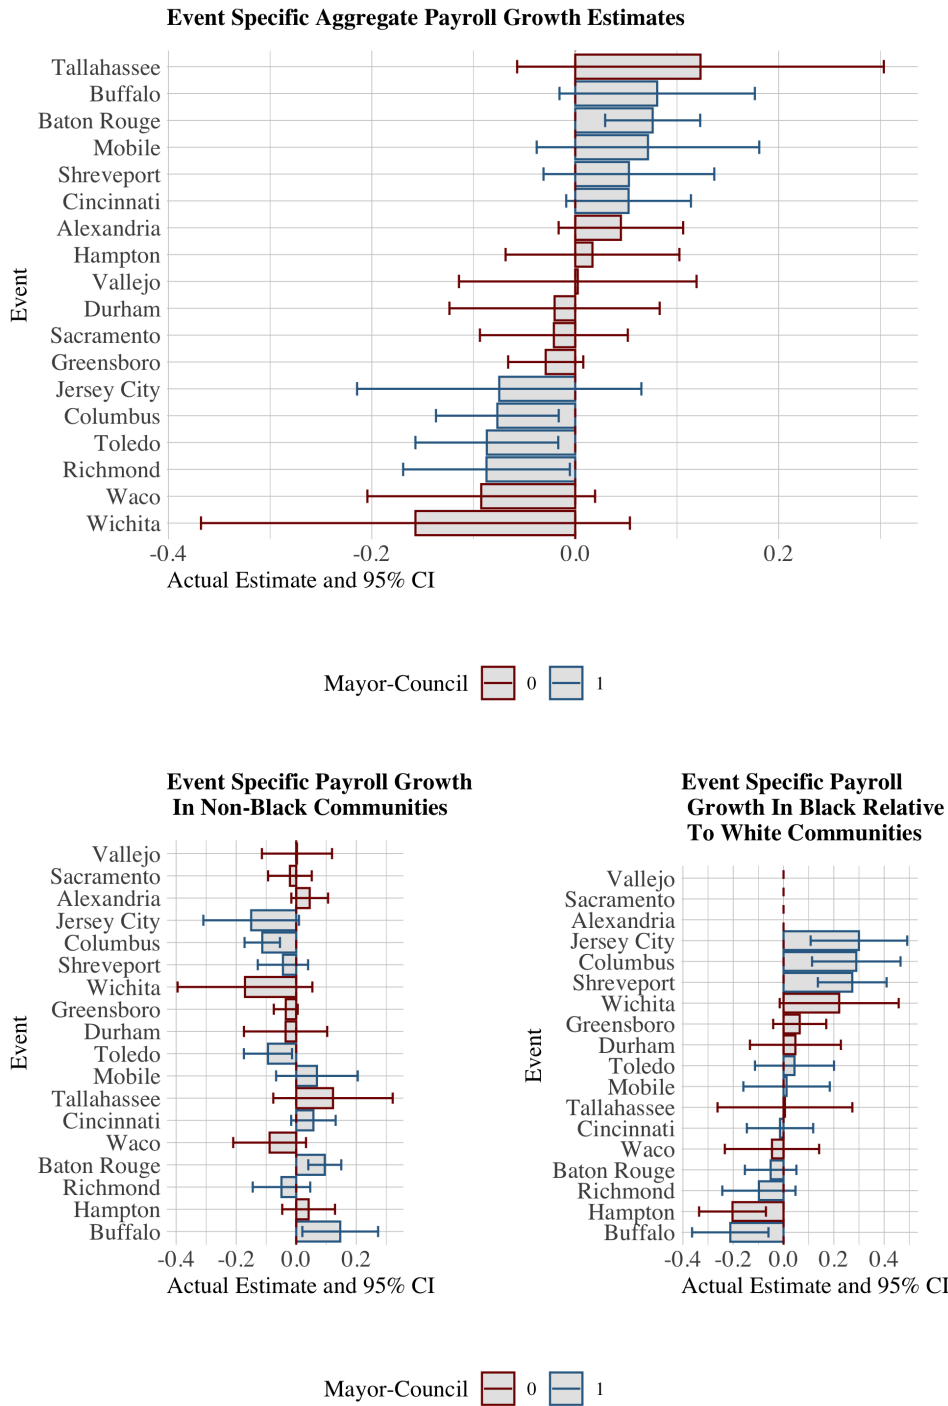 Event Specific Aggregate Payroll Growth Estimates
Event
Tallahassee
Buffalo
Baton Rouge
Mobile
Shreveport
Cincinnati
Alexandria
Hampton
Vallejo
Durham
Sacramento
Greensboro
Jersey City
Columbus
Toledo
Richmond
Waco
Wichita
-0.4 -0.2 0.0 0.2
Actual Estimate and 95% CI
Mayor-Council 0 1
Event Specific Payroll Growth
In Non-Black Communities
Event
Vallejo
Sacramento
Alexandria
Jersey City
Columbus
Shreveport
Wichita
Greensboro
Durham
Toledo
Mobile
Tallahassee
Cincinnati
Waco
Baton Rouge
Richmond
Hampton
Buffalo
-0.4 -0.2 0.0 0.2
Actual Estimate and 95% CI
Event Specific Payroll
Growth In Black Relative
To White Communities
Event
Vallejo
Sacramento
Alexandria
Jersey City
Columbus
Shreveport
Wichita
Greensboro
Durham
Toledo
Mobile
Tallahassee
Cincinnati
Waco
Baton Rouge
Richmond
Hampton
Buffalo
-0.4 -0.2 0.0 0.2 0.4
Actual Estimate and 95% CI
Mayor-Council 0 1